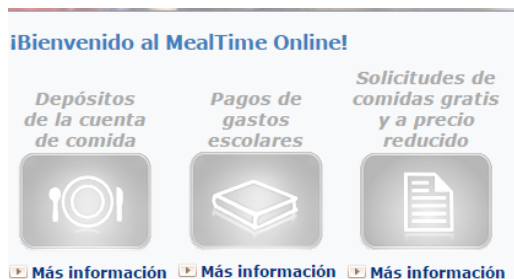 ¡Bienvenido al MealTime Online!
Depósitos
de la cuenta
de comida
Pagos de
gastos
escolares
Solicitudes de
comidas gratis
y a precio
reducido
Más información
Más información
Más información